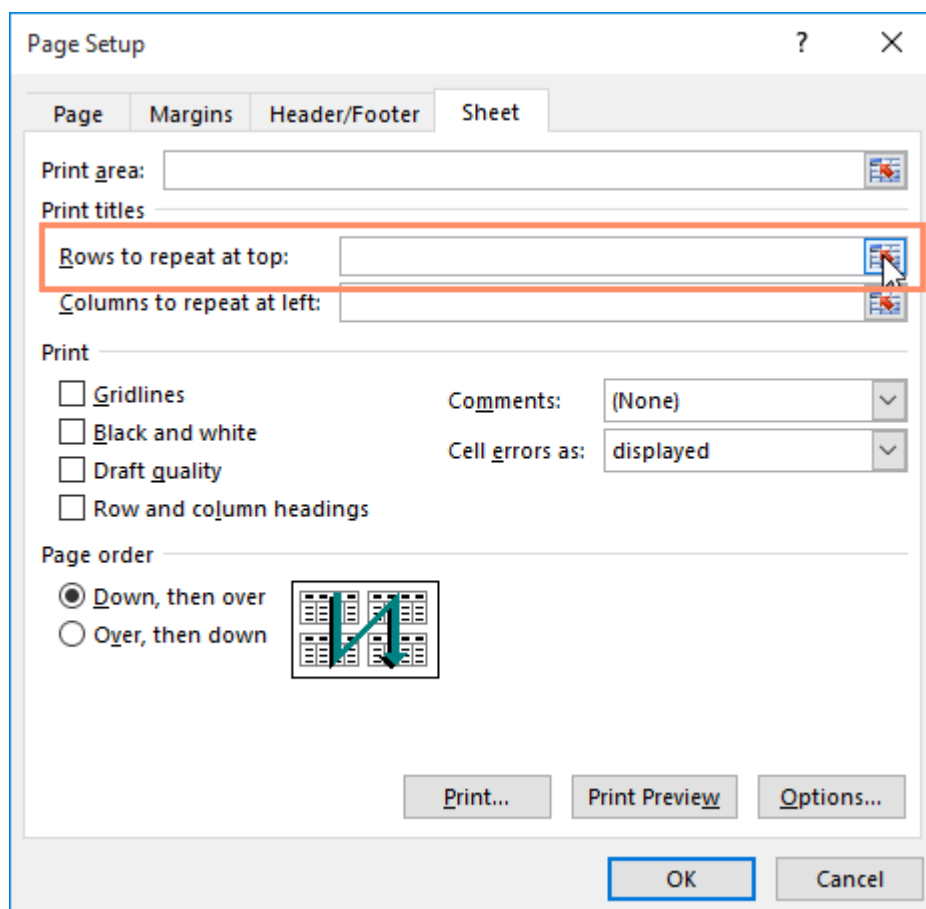 Page Setup ?
Page Margins Header/Footer Sheet
Print area:
Print titles
Rows to repeat at top:
Columns to repeat at left:
Print
Gridlines
Comments: (None)
Black and white
Cell errors as: displayed
Draft quality
Row and column headings
Page order
Down, then over
Over, then down
Print... Print Preview Options...
OK Cancel